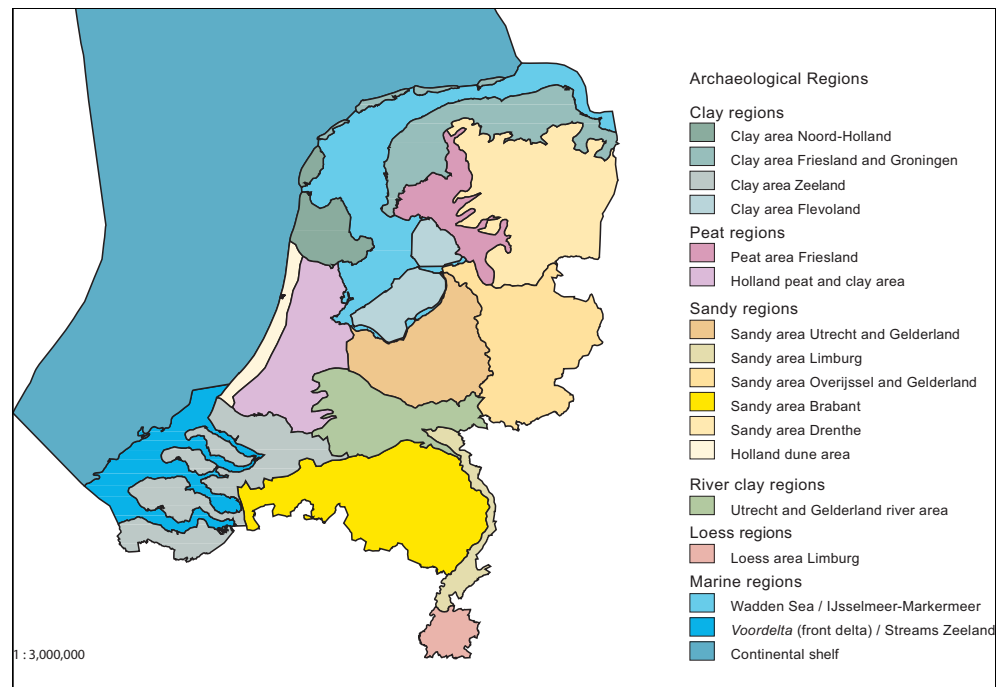 Archaeological Regions
Clay regions
Clay area Noord-Holland
Clay area Friesland and Groningen
Clay area Zeeland
Clay area Flevoland
Peat regions
Peat area Friesland
Holland peat and clay area
Sandy regions
Sandy area Utrecht and Gelderland
Sandy area Limburg
Sandy area Overijssel and Gelderland
Sandy area Brabant
Sandy area Drenthe
Holland dune area
River clay regions
Utrecht and Gelderland river area
Loess regions
Loess area Limburg
Marine regions
Wadden Sea / IJsselmeer-Markermeer
Voordelta (front delta) / Streams Zeeland
Continental shelf
1 : 3,000,000